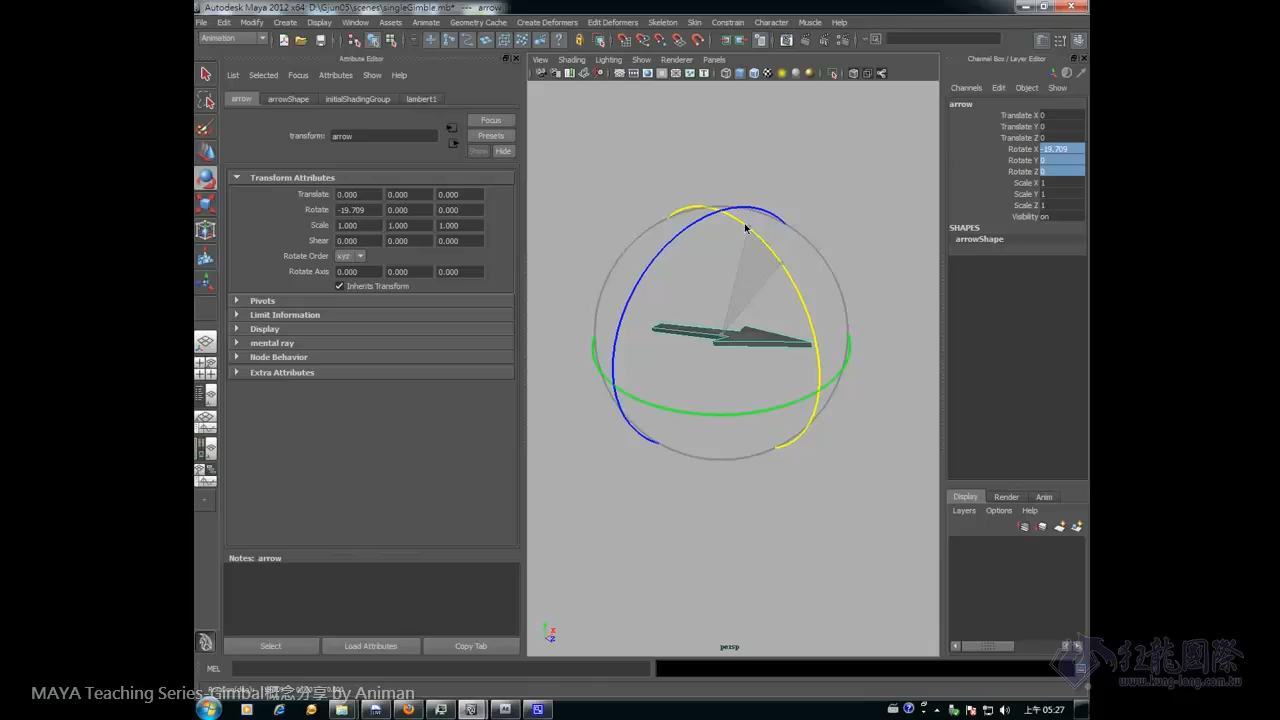 Autodesk Maya 2012 x64: D:\Gjun05\scenes\singleGimble.mb* --- arrow
File Edit Modify Create Display Window Assets Animate Geometry Cache Create Deformers Edit Deformers Skeleton Skin Constrain Character Muscle Help
Animation
Attribute Editor
List Selected Focus Attributes Show Help
arrow arrowShape initialShadingGroup lambert1
transform: arrow
Focus
Presets
Show Hide
Transform Attributes
Translate 0.000 0.000 0.000
Rotate -19.709 0.000 0.000
Scale 1.000 1.000 1.000
Shear 0.000 0.000 0.000
Rotate Order xyz
Rotate Axis 0.000 0.000 0.000
Inherits Transform
Pivots
Limit Information
Display
mental ray
Node Behavior
Extra Attributes
Notes: arrow
Select Load Attributes Copy Tab
View Shading Lighting Show Renderer Panels
persp
Channel Box / Layer Editor
Channels Edit Object Show
arrow
Translate X 0
Translate Y 0
Translate Z 0
Rotate X -19.709
Rotate Y 0
Rotate Z 0
Scale X 1
Scale Y 1
Scale Z 1
Visibility on
SHAPES
arrowShape
Display Render Anim
Layers Options Help
MEL
MAYA Teaching Series-Gimbal概念分享 by Animan
www.kung-long.com.tw
上午 05:27